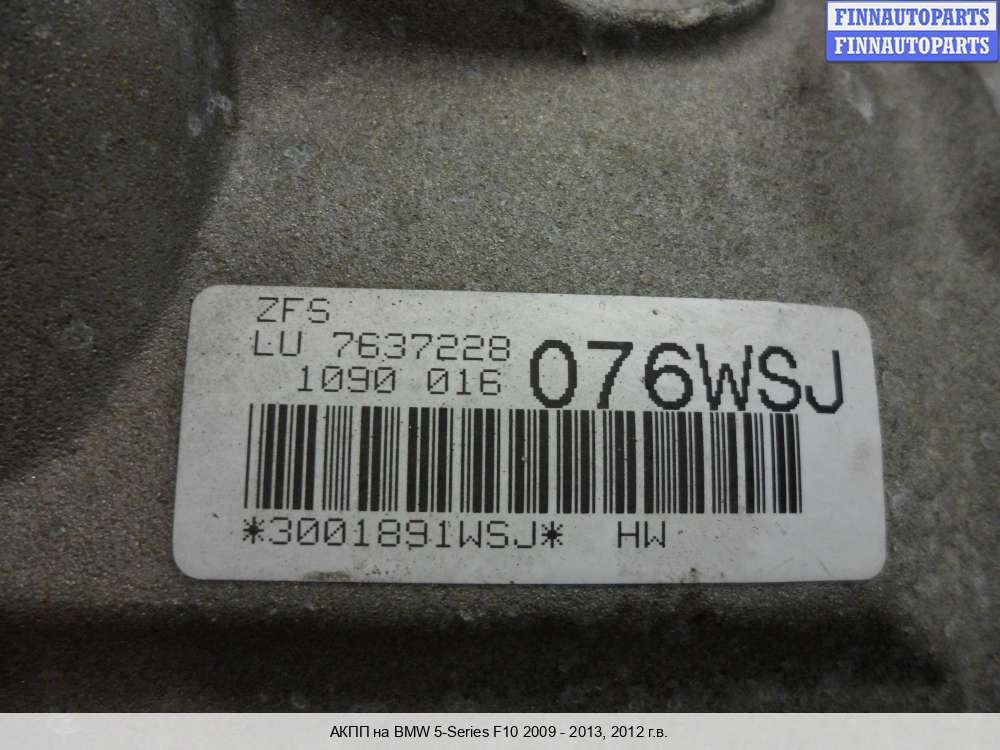 FINNAUTOPARTS
FINNAUTOPARTS
ZFS
LU 7637228
1090 016 076WSJ
*3001891WSJ* HW
АКПП на BMW 5-Series F10 2009 - 2013, 2012 г.в.